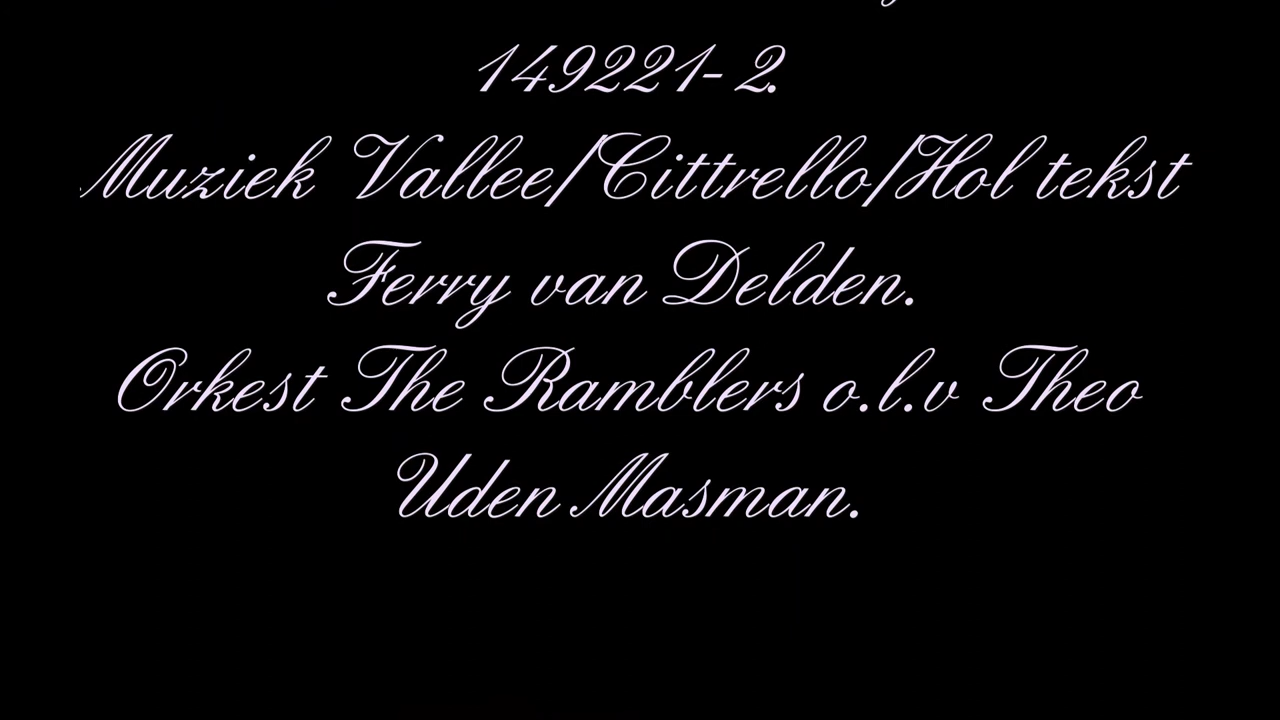 149221-2.
Muziek Vallee/Cittrello/Hol tekst
Ferry van Delden.
Orkest The Ramblers o.l.v Theo
Uden Masman.